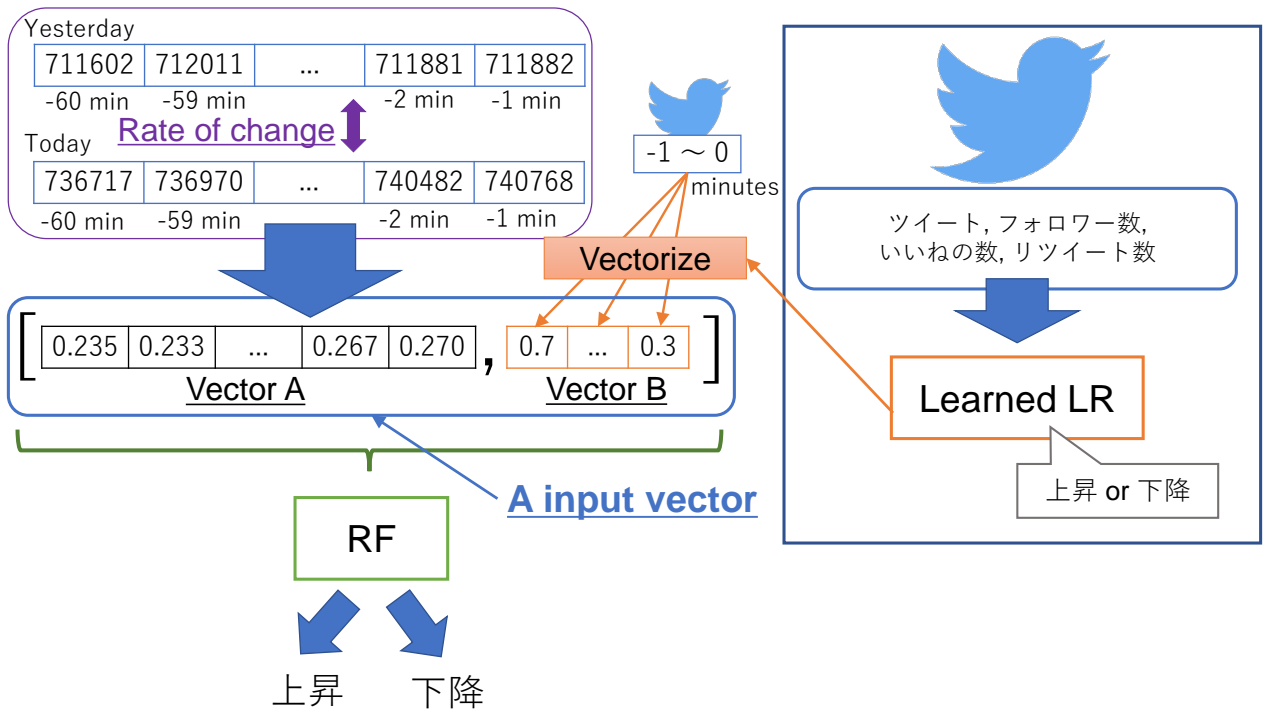 Yesterday
711602 712011 ... 711881 711882
-60 min -59 min -2 min -1 min
Rate of change
Today
736717 736970 ... 740482 740768
-60 min -59 min -2 min -1 min
-1 ～ 0
minutes
Vectorize
[ 0.235 0.233 ... 0.267 0.270 , 0.7 ... 0.3 ]
Vector A Vector B
A input vector
RF
上昇 下降
ツイート, フォロワー数,
いいねの数, リツイート数
Learned LR
上昇 or 下降